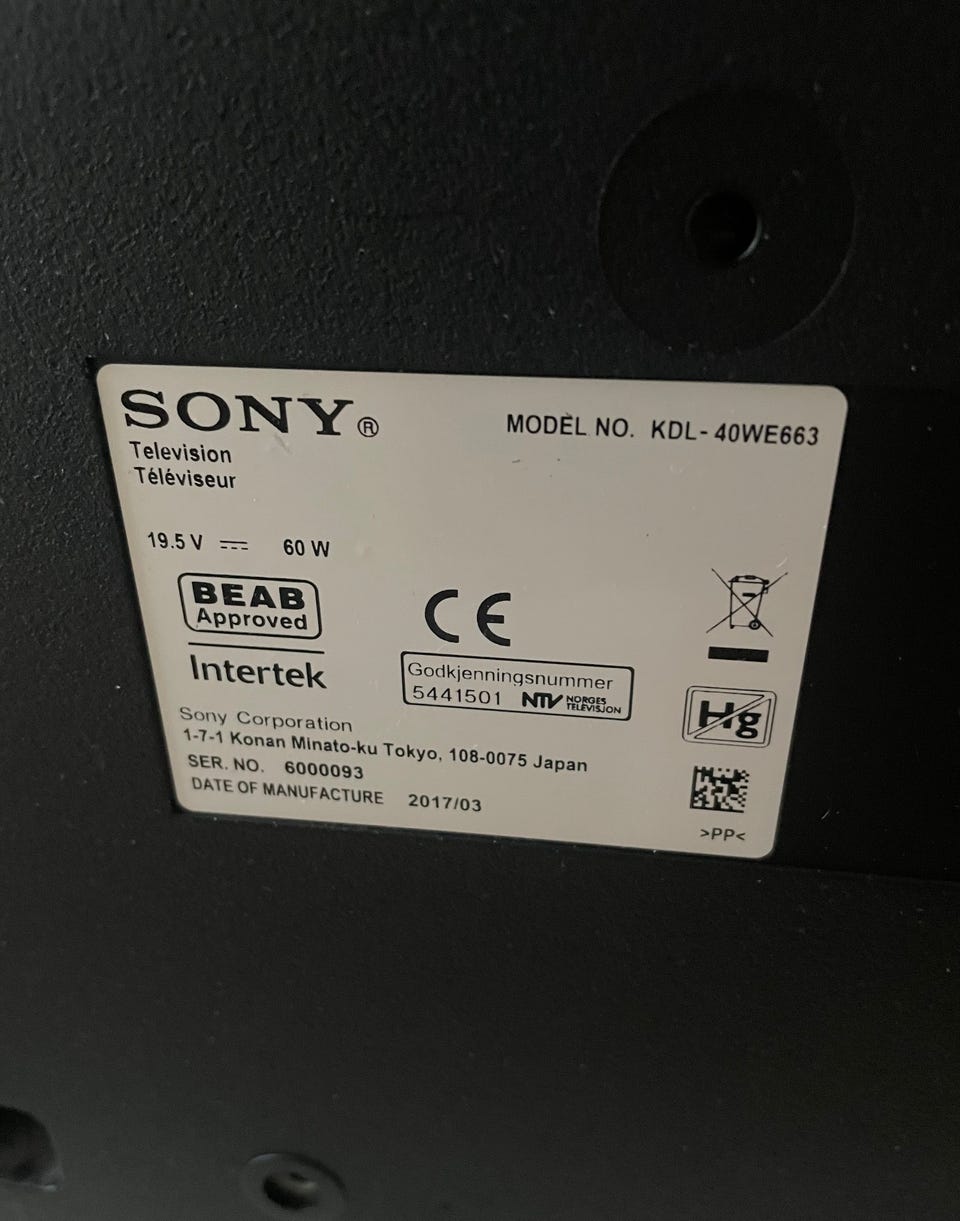 SONY®
MODEL NO. KDL-40WE663
Television
Téléviseur
19.5 V 60 W
BEAB
Approved
Intertek
CE
Godkjenningsnummer
5441501 NTV NORGES TELEVISJON
Hg
Sony Corporation
1-7-1 Konan Minato-ku Tokyo, 108-0075 Japan
SER. NO. 6000093
DATE OF MANUFACTURE 2017/03
>PP<